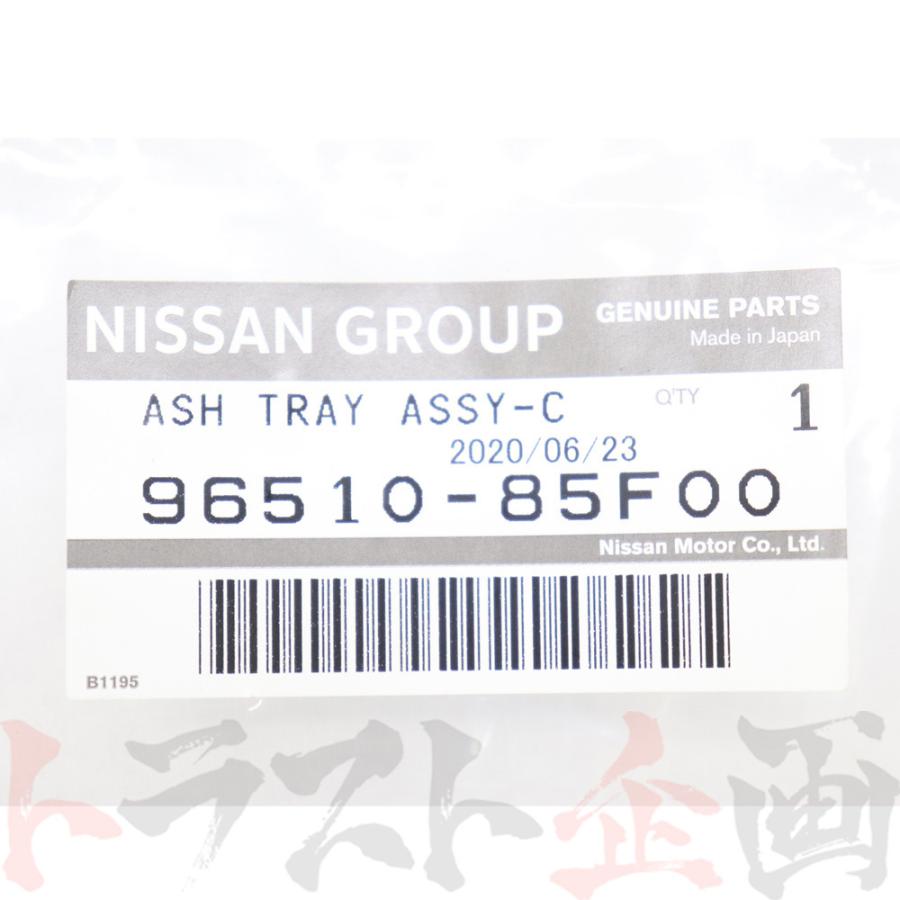 NISSAN GROUP
GENUINE PARTS
Made in Japan
ASH TRAY ASSY-C
Q'TY
1
2020/06/23
96510-85F00
Nissan Motor Co., Ltd.
B1195
トラスト企画